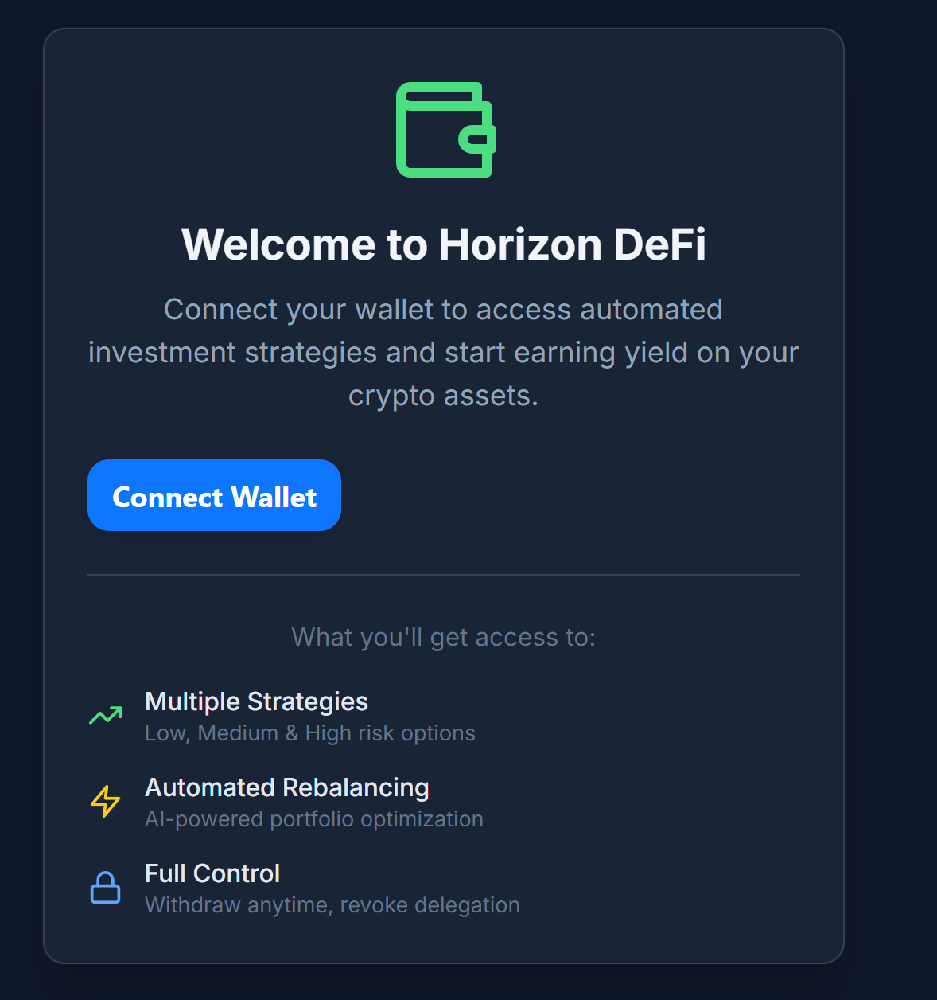 Welcome to Horizon DeFi
Connect your wallet to access automated
investment strategies and start earning yield on your
crypto assets.
Connect Wallet
What you'll get access to:
Multiple Strategies
Low, Medium & High risk options
Automated Rebalancing
AI-powered portfolio optimization
Full Control
Withdraw anytime, revoke delegation